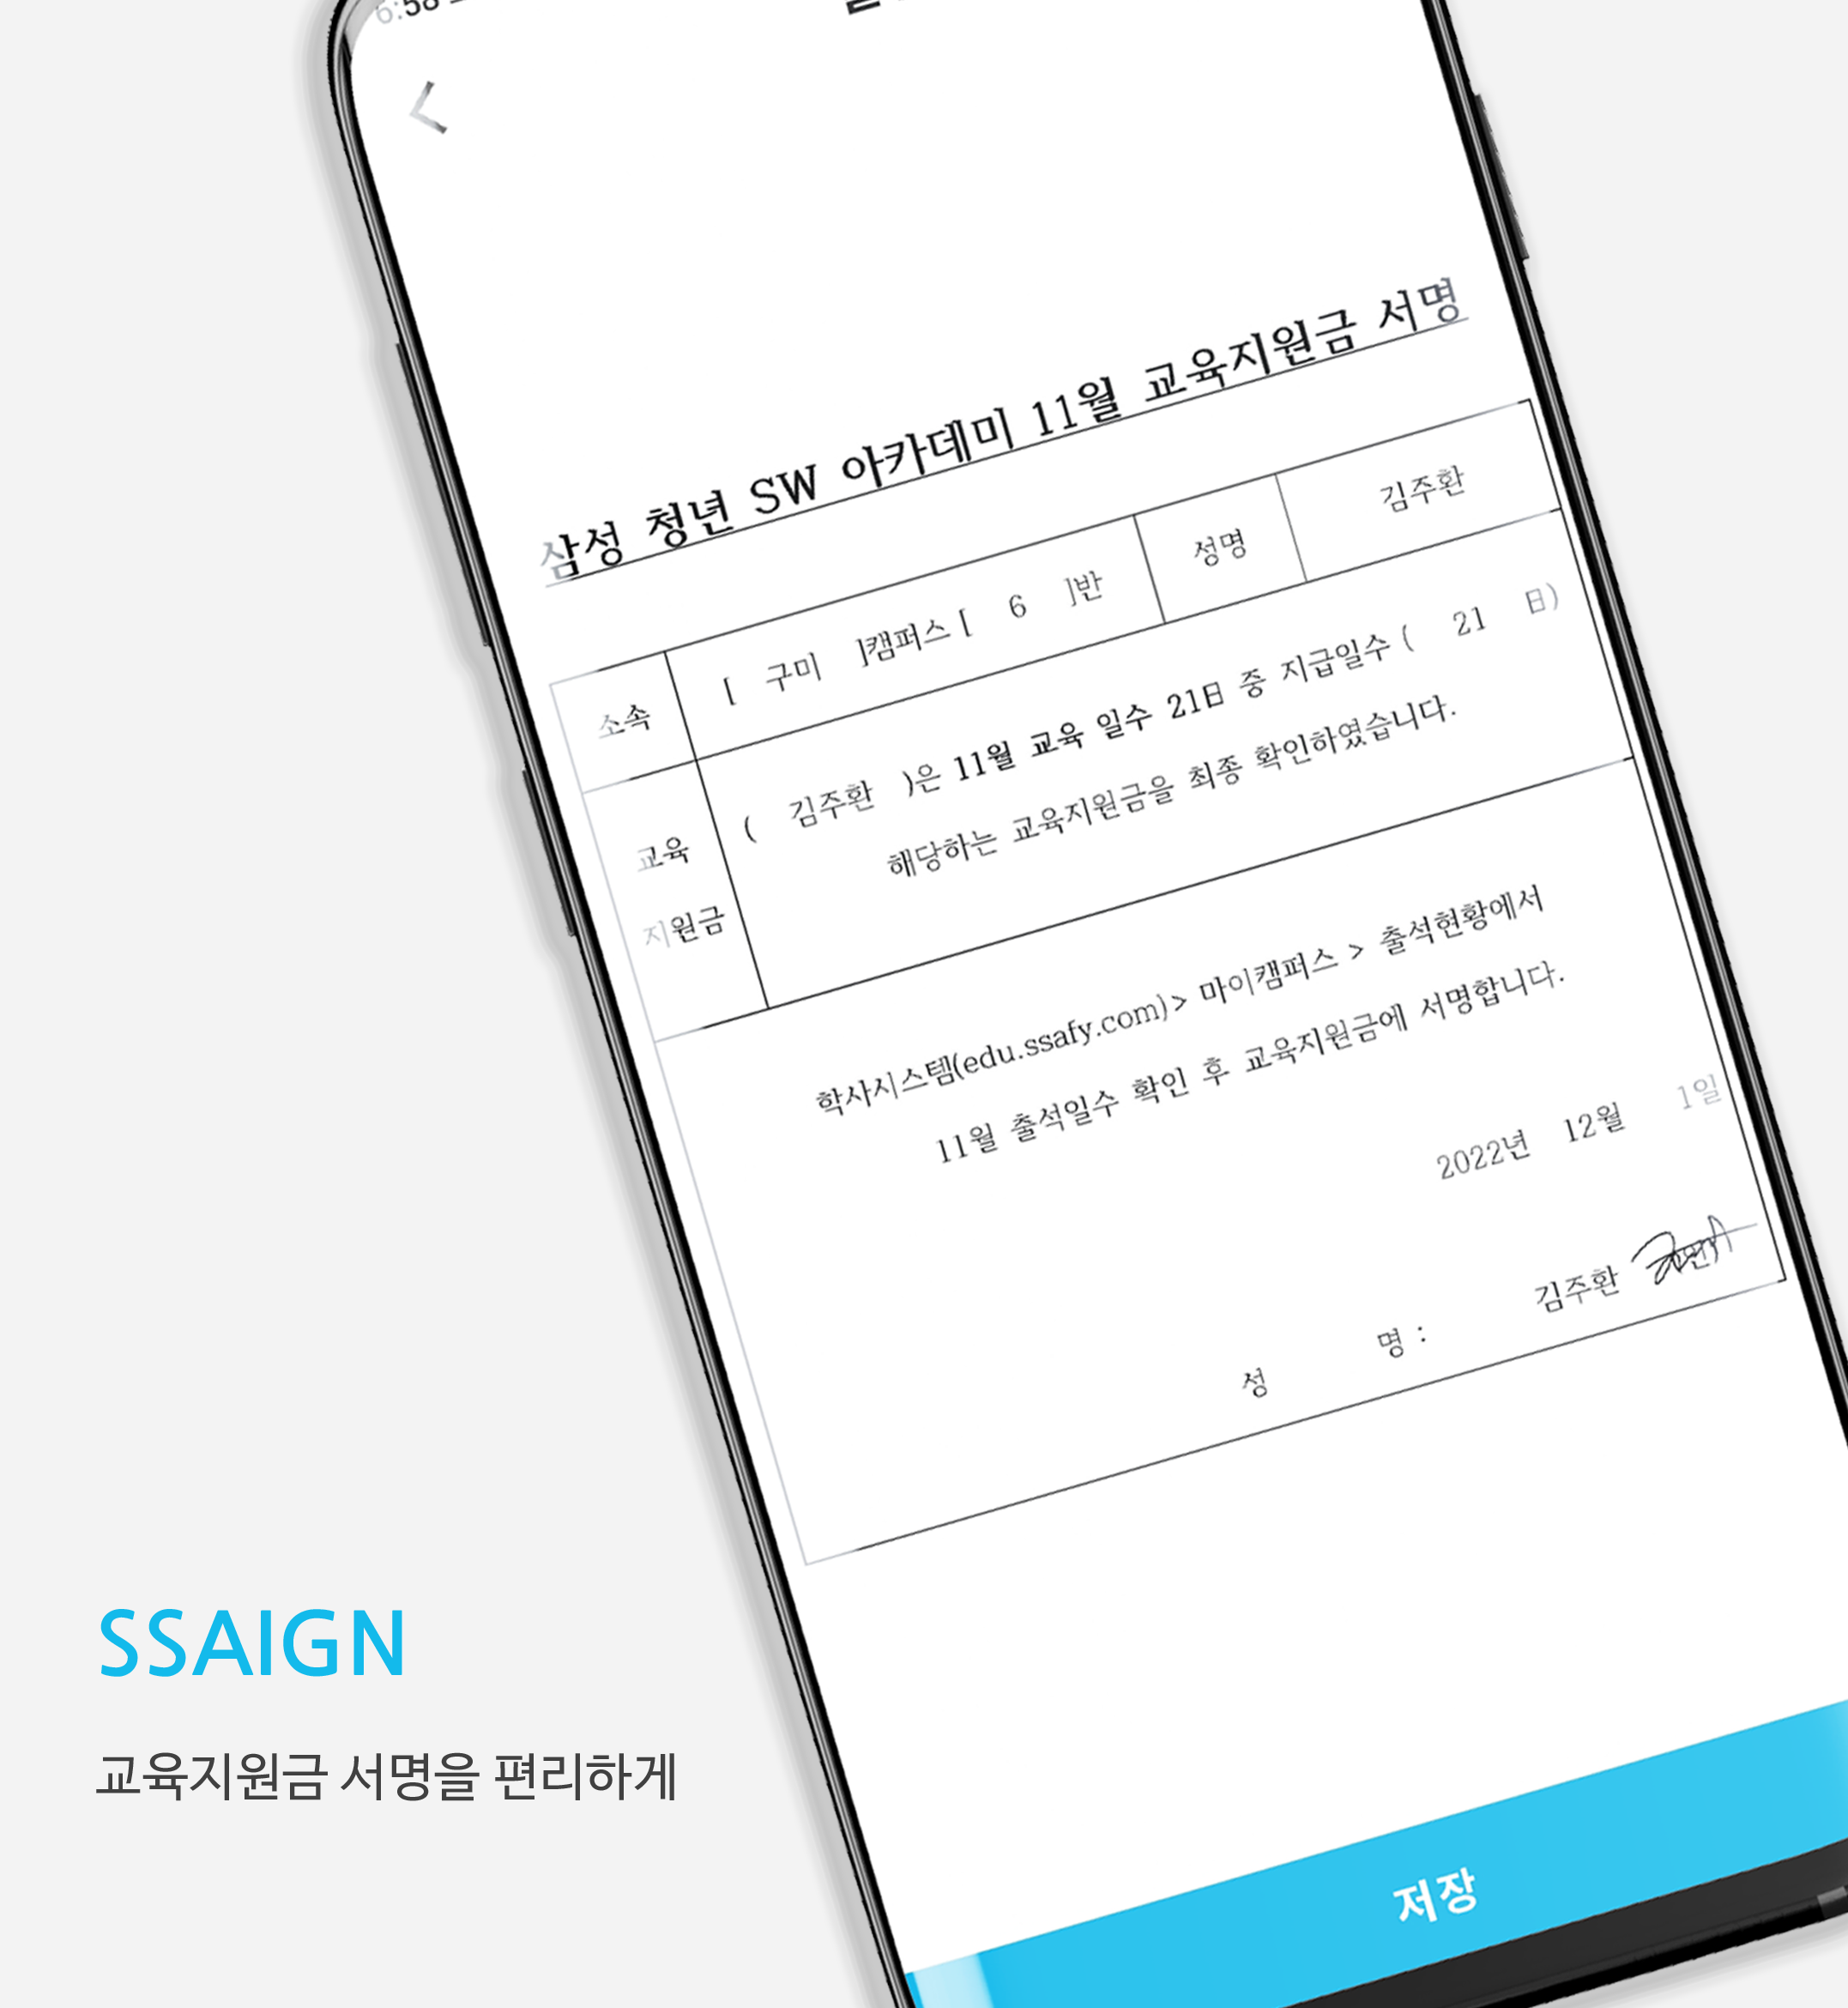 6:58
삼성 청년 SW 아카데미 11월 교육지원금 서명
소속 [ 구미 ]캠퍼스 [ 6 ]반 성명 김주환
교육
지원금
( 김주환 )은 11월 교육 일수 21日 중 지급일수 ( 21 日)
해당하는 교육지원금을 최종 확인하였습니다.
학사시스템(edu.ssafy.com)> 마이캠퍼스 > 출석현황에서
11월 출석일수 확인 후 교육지원금에 서명합니다.
2022년 12월 1일
성 명 : 김주환 (인)
저장
SSAIGN
교육지원금 서명을 편리하게